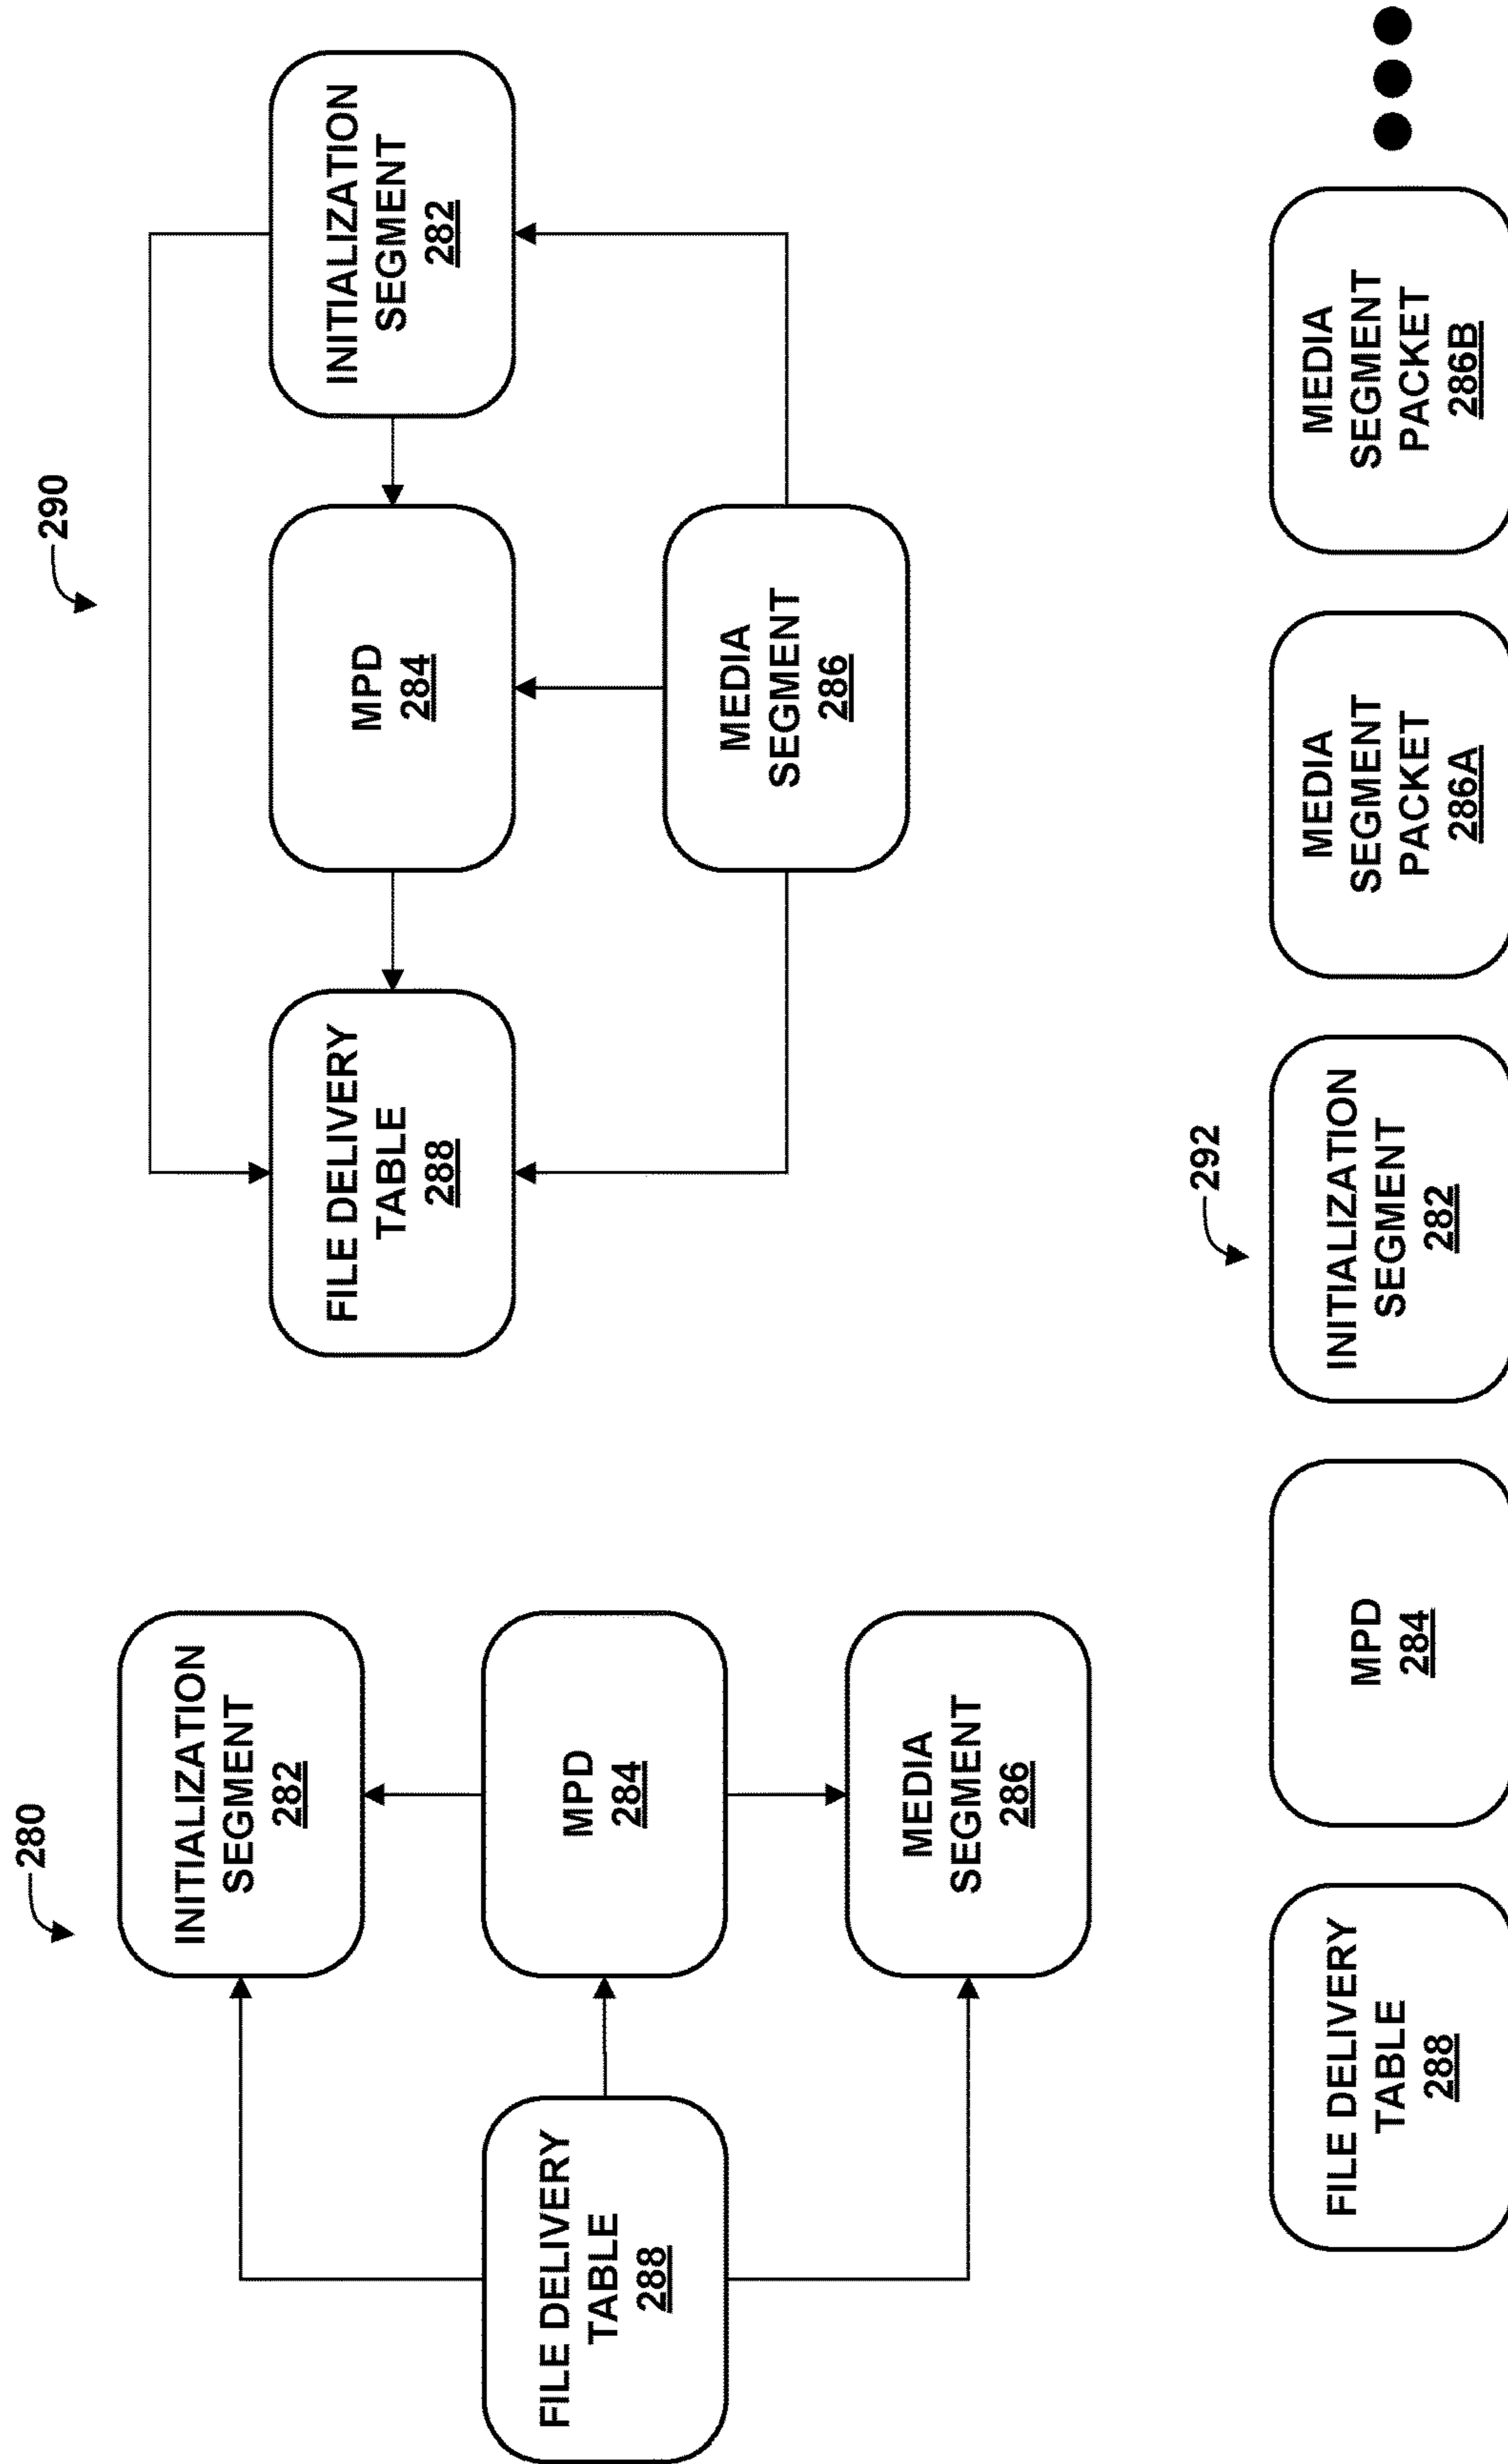 280
INITIALIZATION
SEGMENT
282
FILE DELIVERY
TABLE
288
MPD
284
MEDIA
SEGMENT
286
290
FILE DELIVERY
TABLE
288
MPD
284
INITIALIZATION
SEGMENT
282
MEDIA
SEGMENT
286
292
FILE DELIVERY
TABLE
288
MPD
284
INITIALIZATION
SEGMENT
282
MEDIA
SEGMENT
PACKET
286A
MEDIA
SEGMENT
PACKET
286B